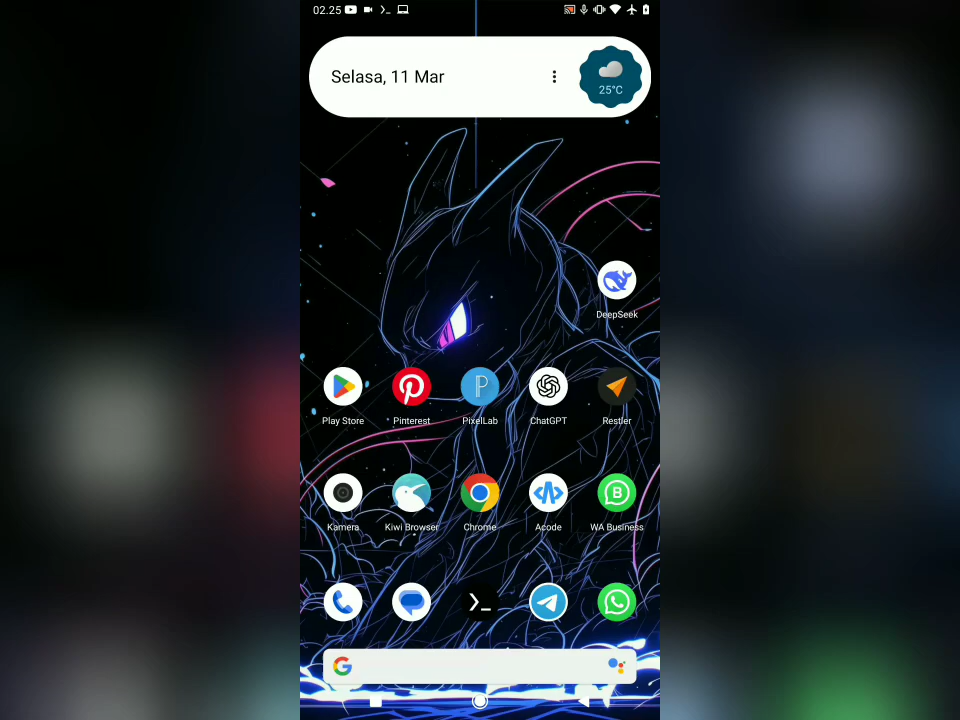 02.25
Selasa, 11 Mar
25°C
DeepSeek
Play Store
Pinterest
PixelLab
ChatGPT
Restler
Kamera
Kiwi Browser
Chrome
Acode
WA Business